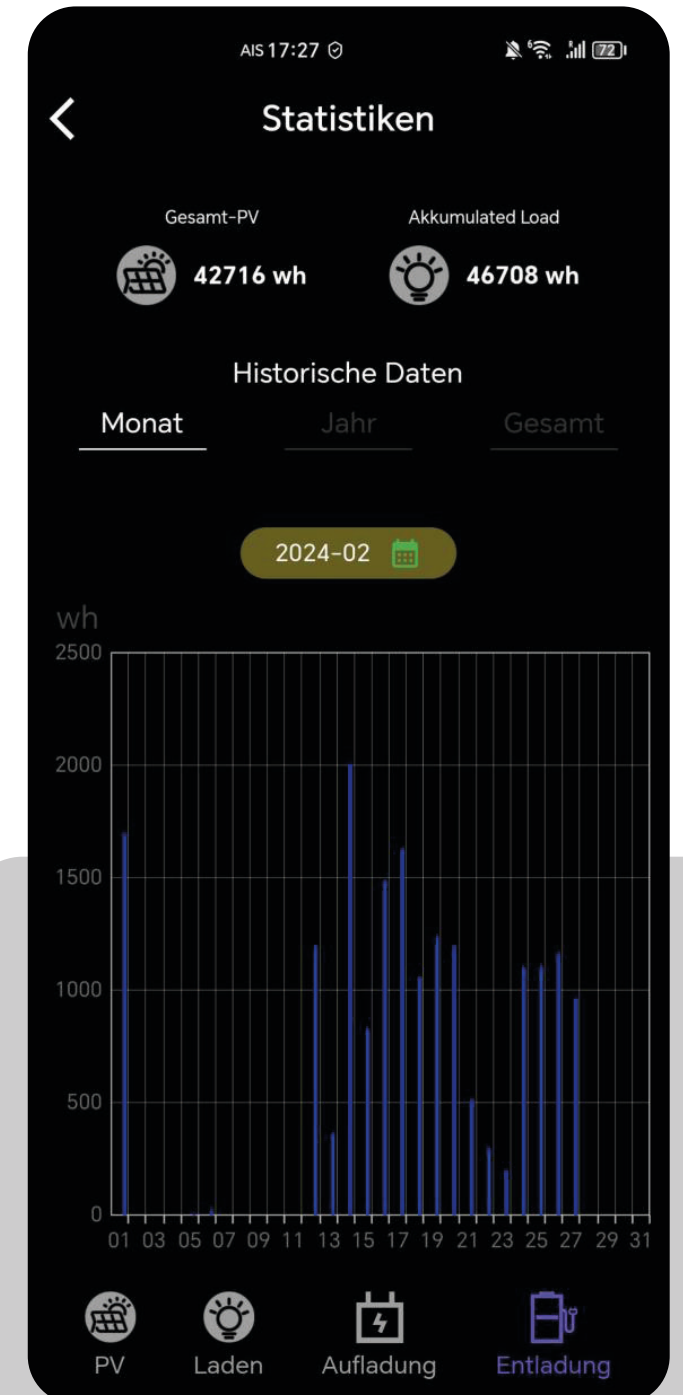 AIS 17:27 6 72
Statistiken
Gesamt-PV Akkumulated Load
42716 wh 46708 wh
Historische Daten
Monat Jahr Gesamt
2024-02
wh
2500
2000
1500
1000
500
0
01 03 05 07 09 11 13 15 17 19 21 23 25 27 29 31
PV Laden Aufladung Entladung